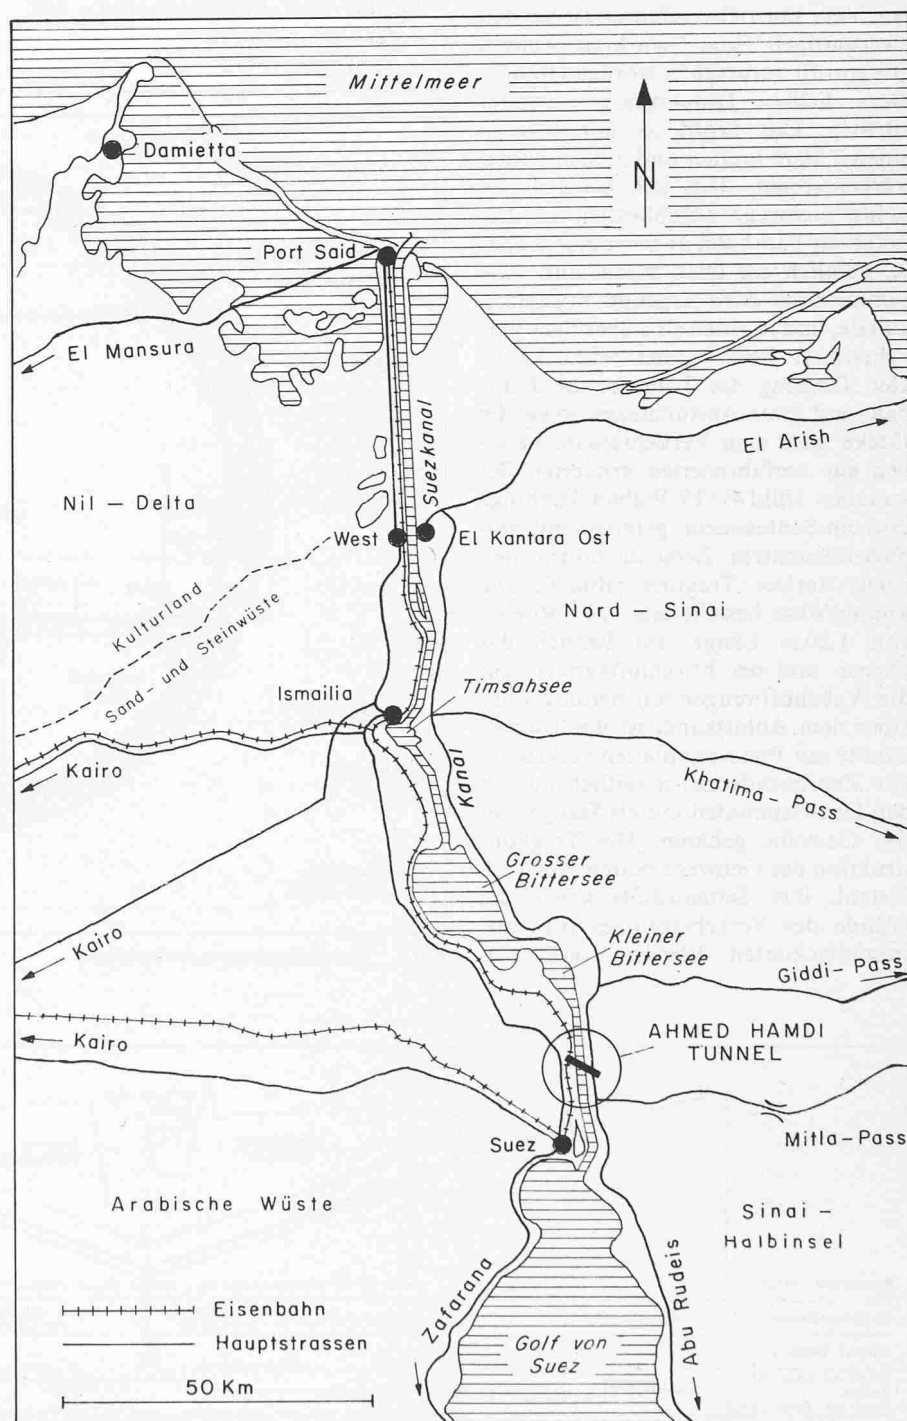 Mittelmeer
N
Damietta
Port Said
El Mansura
Suezkanal
El Arish
Nil – Delta
West
El Kantara Ost
Kulturland
Sand- und Steinwüste
Nord – Sinai
Ismailia
Timsahsee
Kairo
Kanal
Khatima – Pass
Grosser
Bittersee
Kairo
Kleiner
Bittersee
Giddi – Pass
Kairo
AHMED HAMDI
TUNNEL
Suez
Mitla – Pass
Arabische Wüste
Sinai –
Halbinsel
Zafarana
Abu Rudeis
Eisenbahn
Hauptstrassen
Golf von
Suez
50 Km